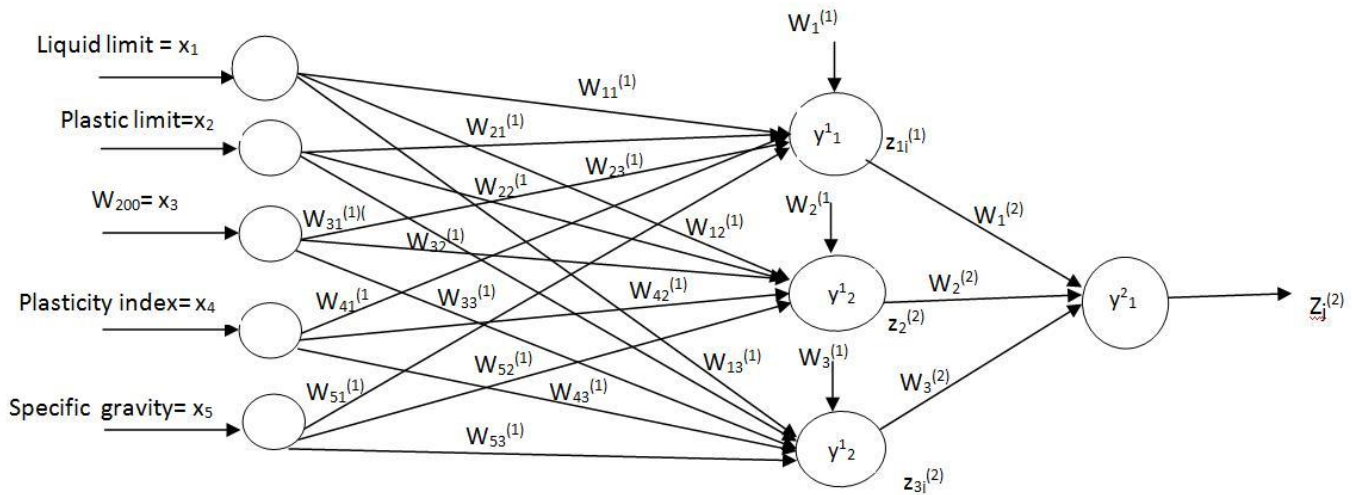 W₁⁽¹⁾
Liquid limit = x₁
W₁₁⁽¹⁾
Plastic limit=x₂
W₂₁⁽¹⁾
y¹₁
z₁ⱼ⁽¹⁾
W₂₃⁽¹⁾
W₂₂⁽¹
W₂₀₀= x₃
W₃₁⁽¹⁾⁽
W₂⁽¹
W₁⁽²⁾
W₁₂⁽¹⁾
W₃₂⁽¹⁾
Plasticity index= x₄
W₄₁⁽¹
W₃₃⁽¹⁾
W₄₂⁽¹⁾
y¹₂
W₂⁽²⁾
y²₁
Zⱼ⁽²⁾
z₂⁽²⁾
W₃⁽¹⁾
W₁₃⁽¹⁾
W₅₂⁽¹⁾
W₃⁽²⁾
W₅₁⁽¹⁾
W₄₃⁽¹⁾
Specific gravity= x₅
W₅₃⁽¹⁾
y¹₂
z₃ⱼ⁽²⁾